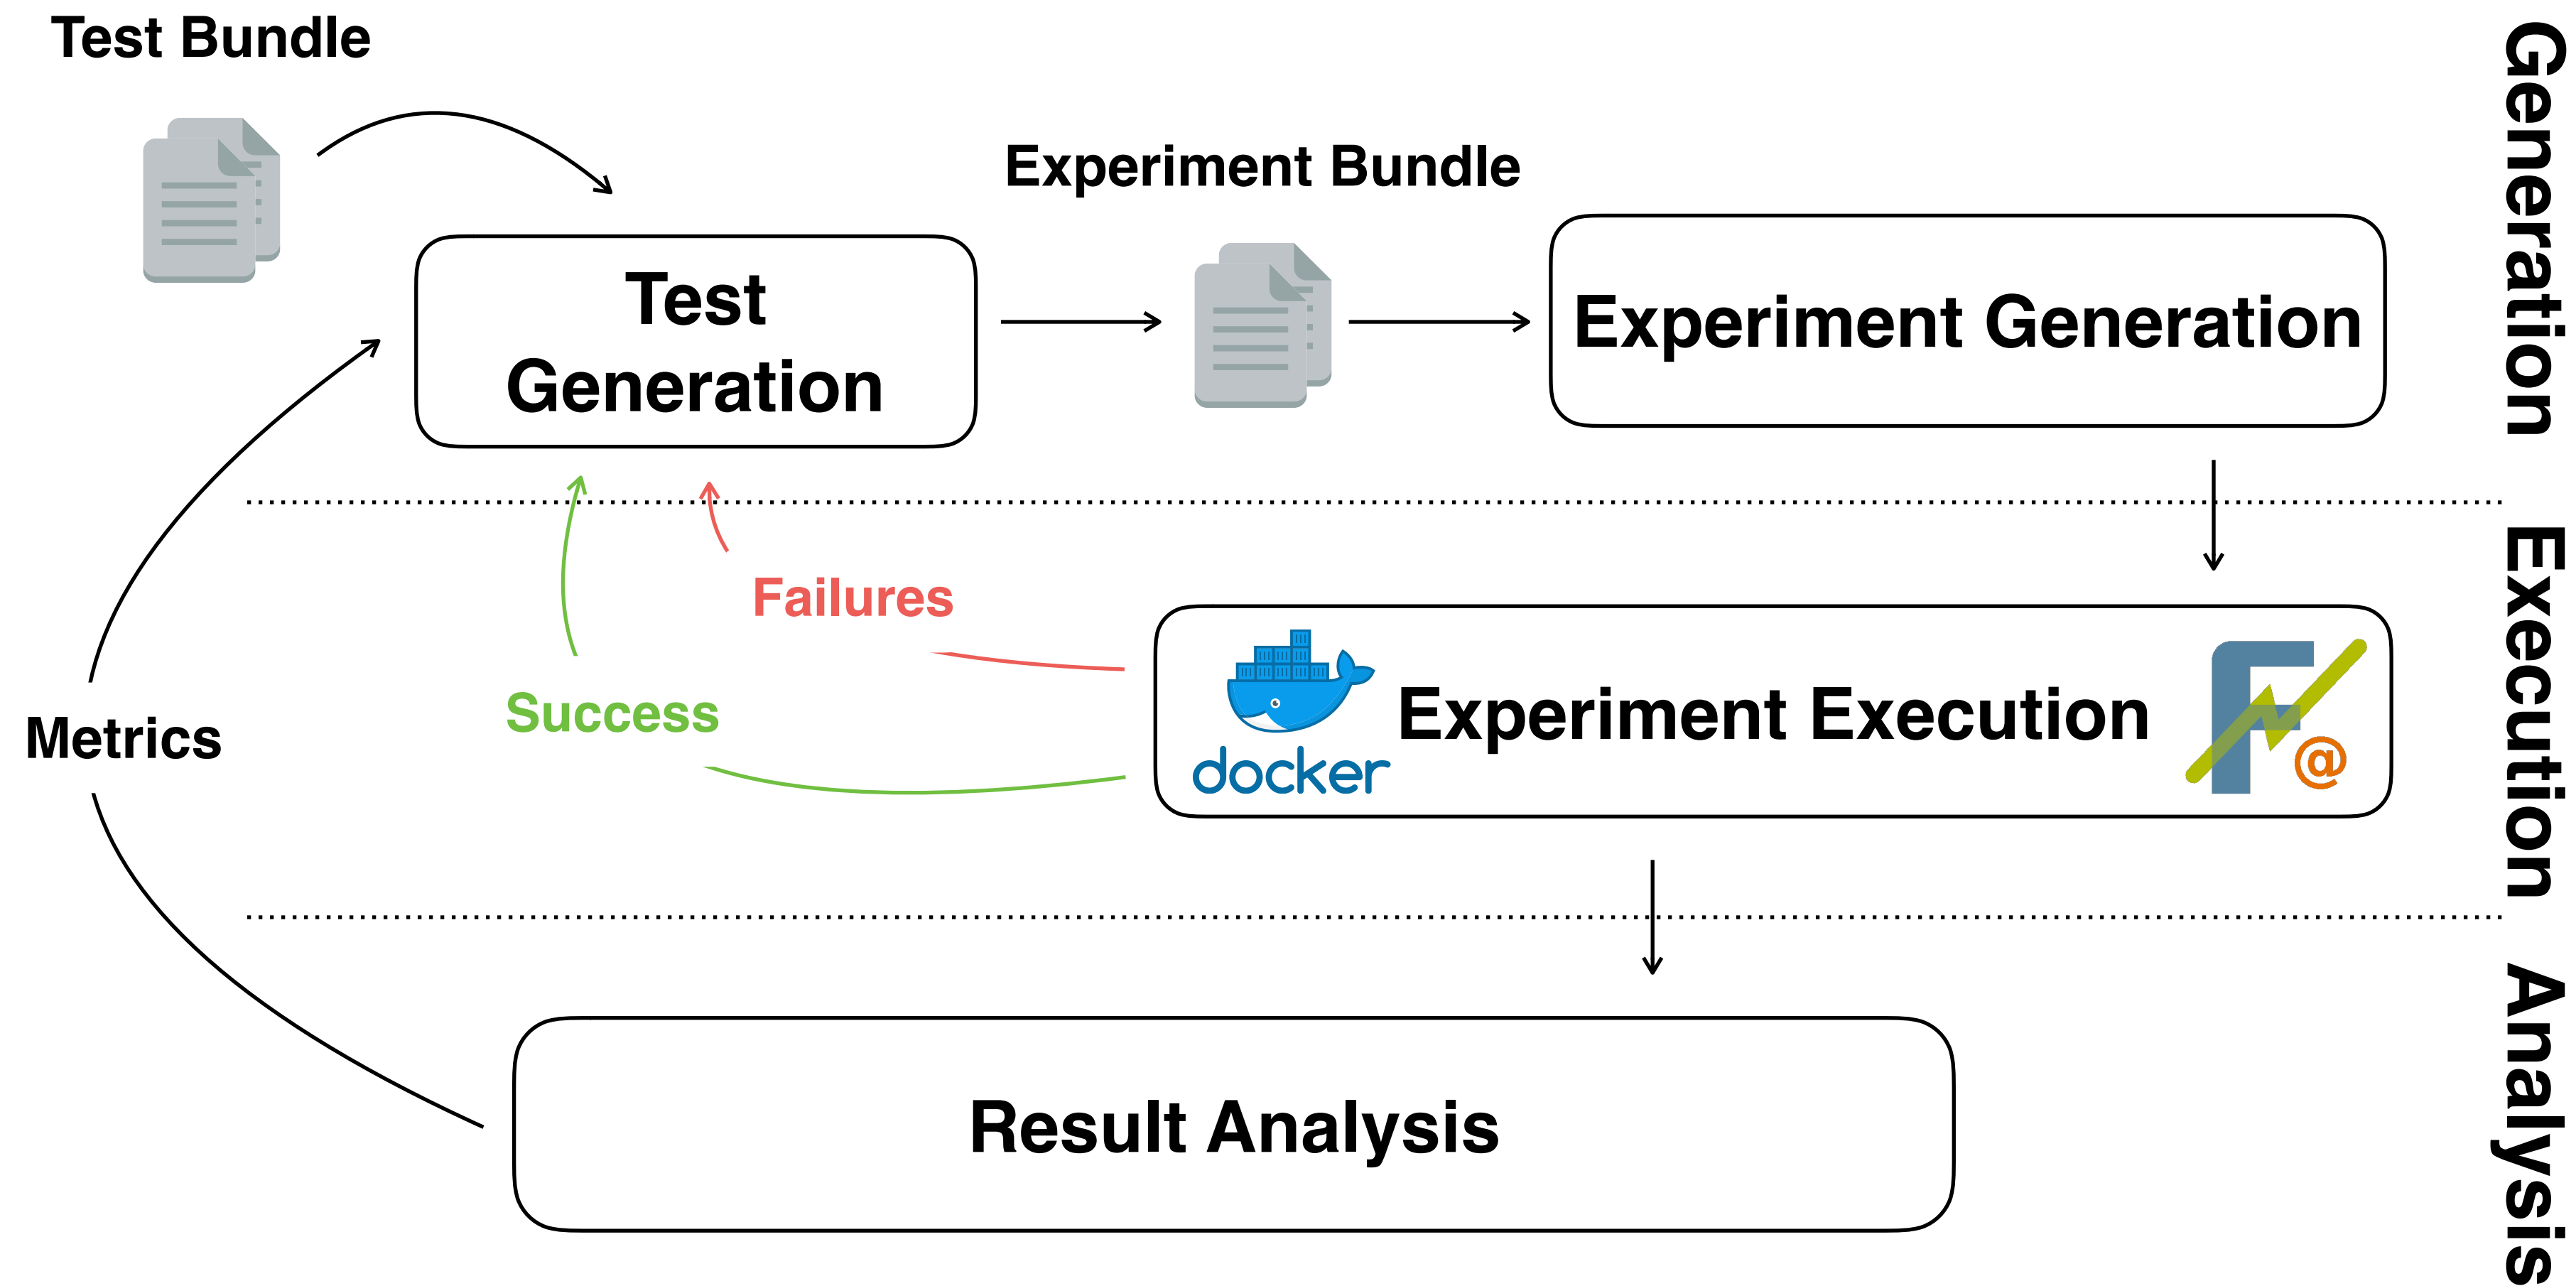 Test Bundle
Experiment Bundle
Test
Generation
Experiment Generation
Generation
Failures
Success
Metrics
docker
Experiment Execution
F
@
Execution
Result Analysis
Analysis